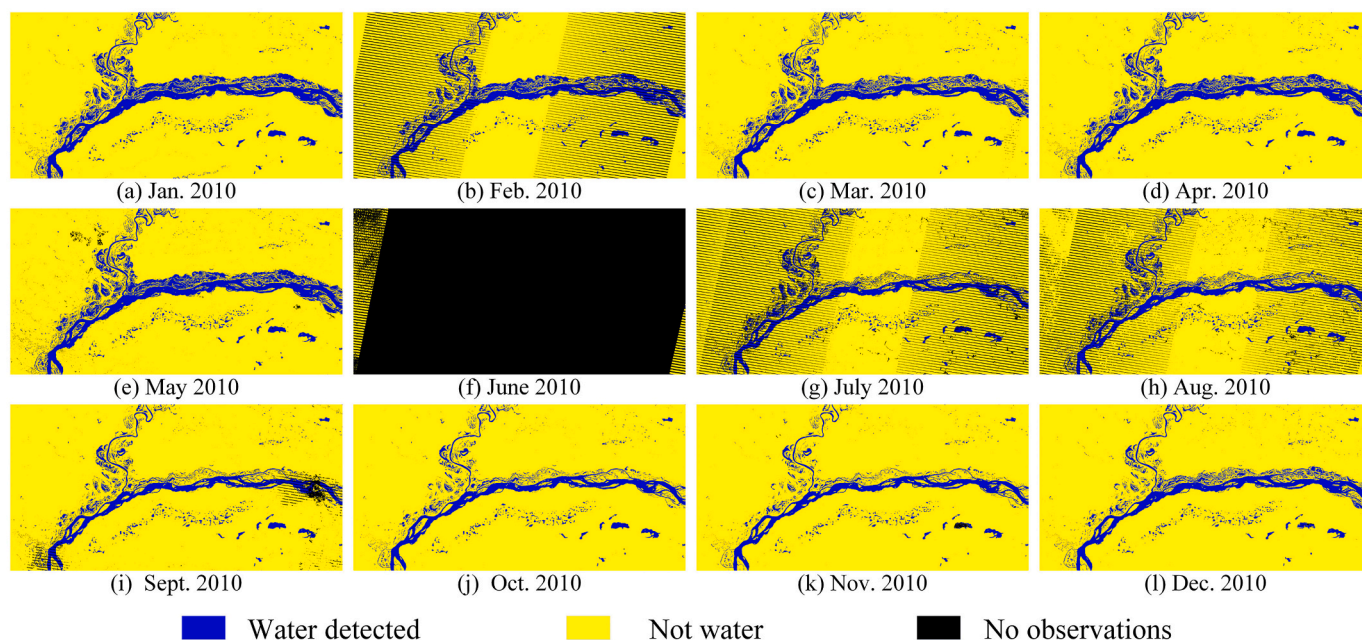 (a) Jan. 2010
(b) Feb. 2010
(c) Mar. 2010
(d) Apr. 2010
(e) May 2010
(f) June 2010
(g) July 2010
(h) Aug. 2010
(i) Sept. 2010
(j) Oct. 2010
(k) Nov. 2010
(l) Dec. 2010
Water detected
Not water
No observations